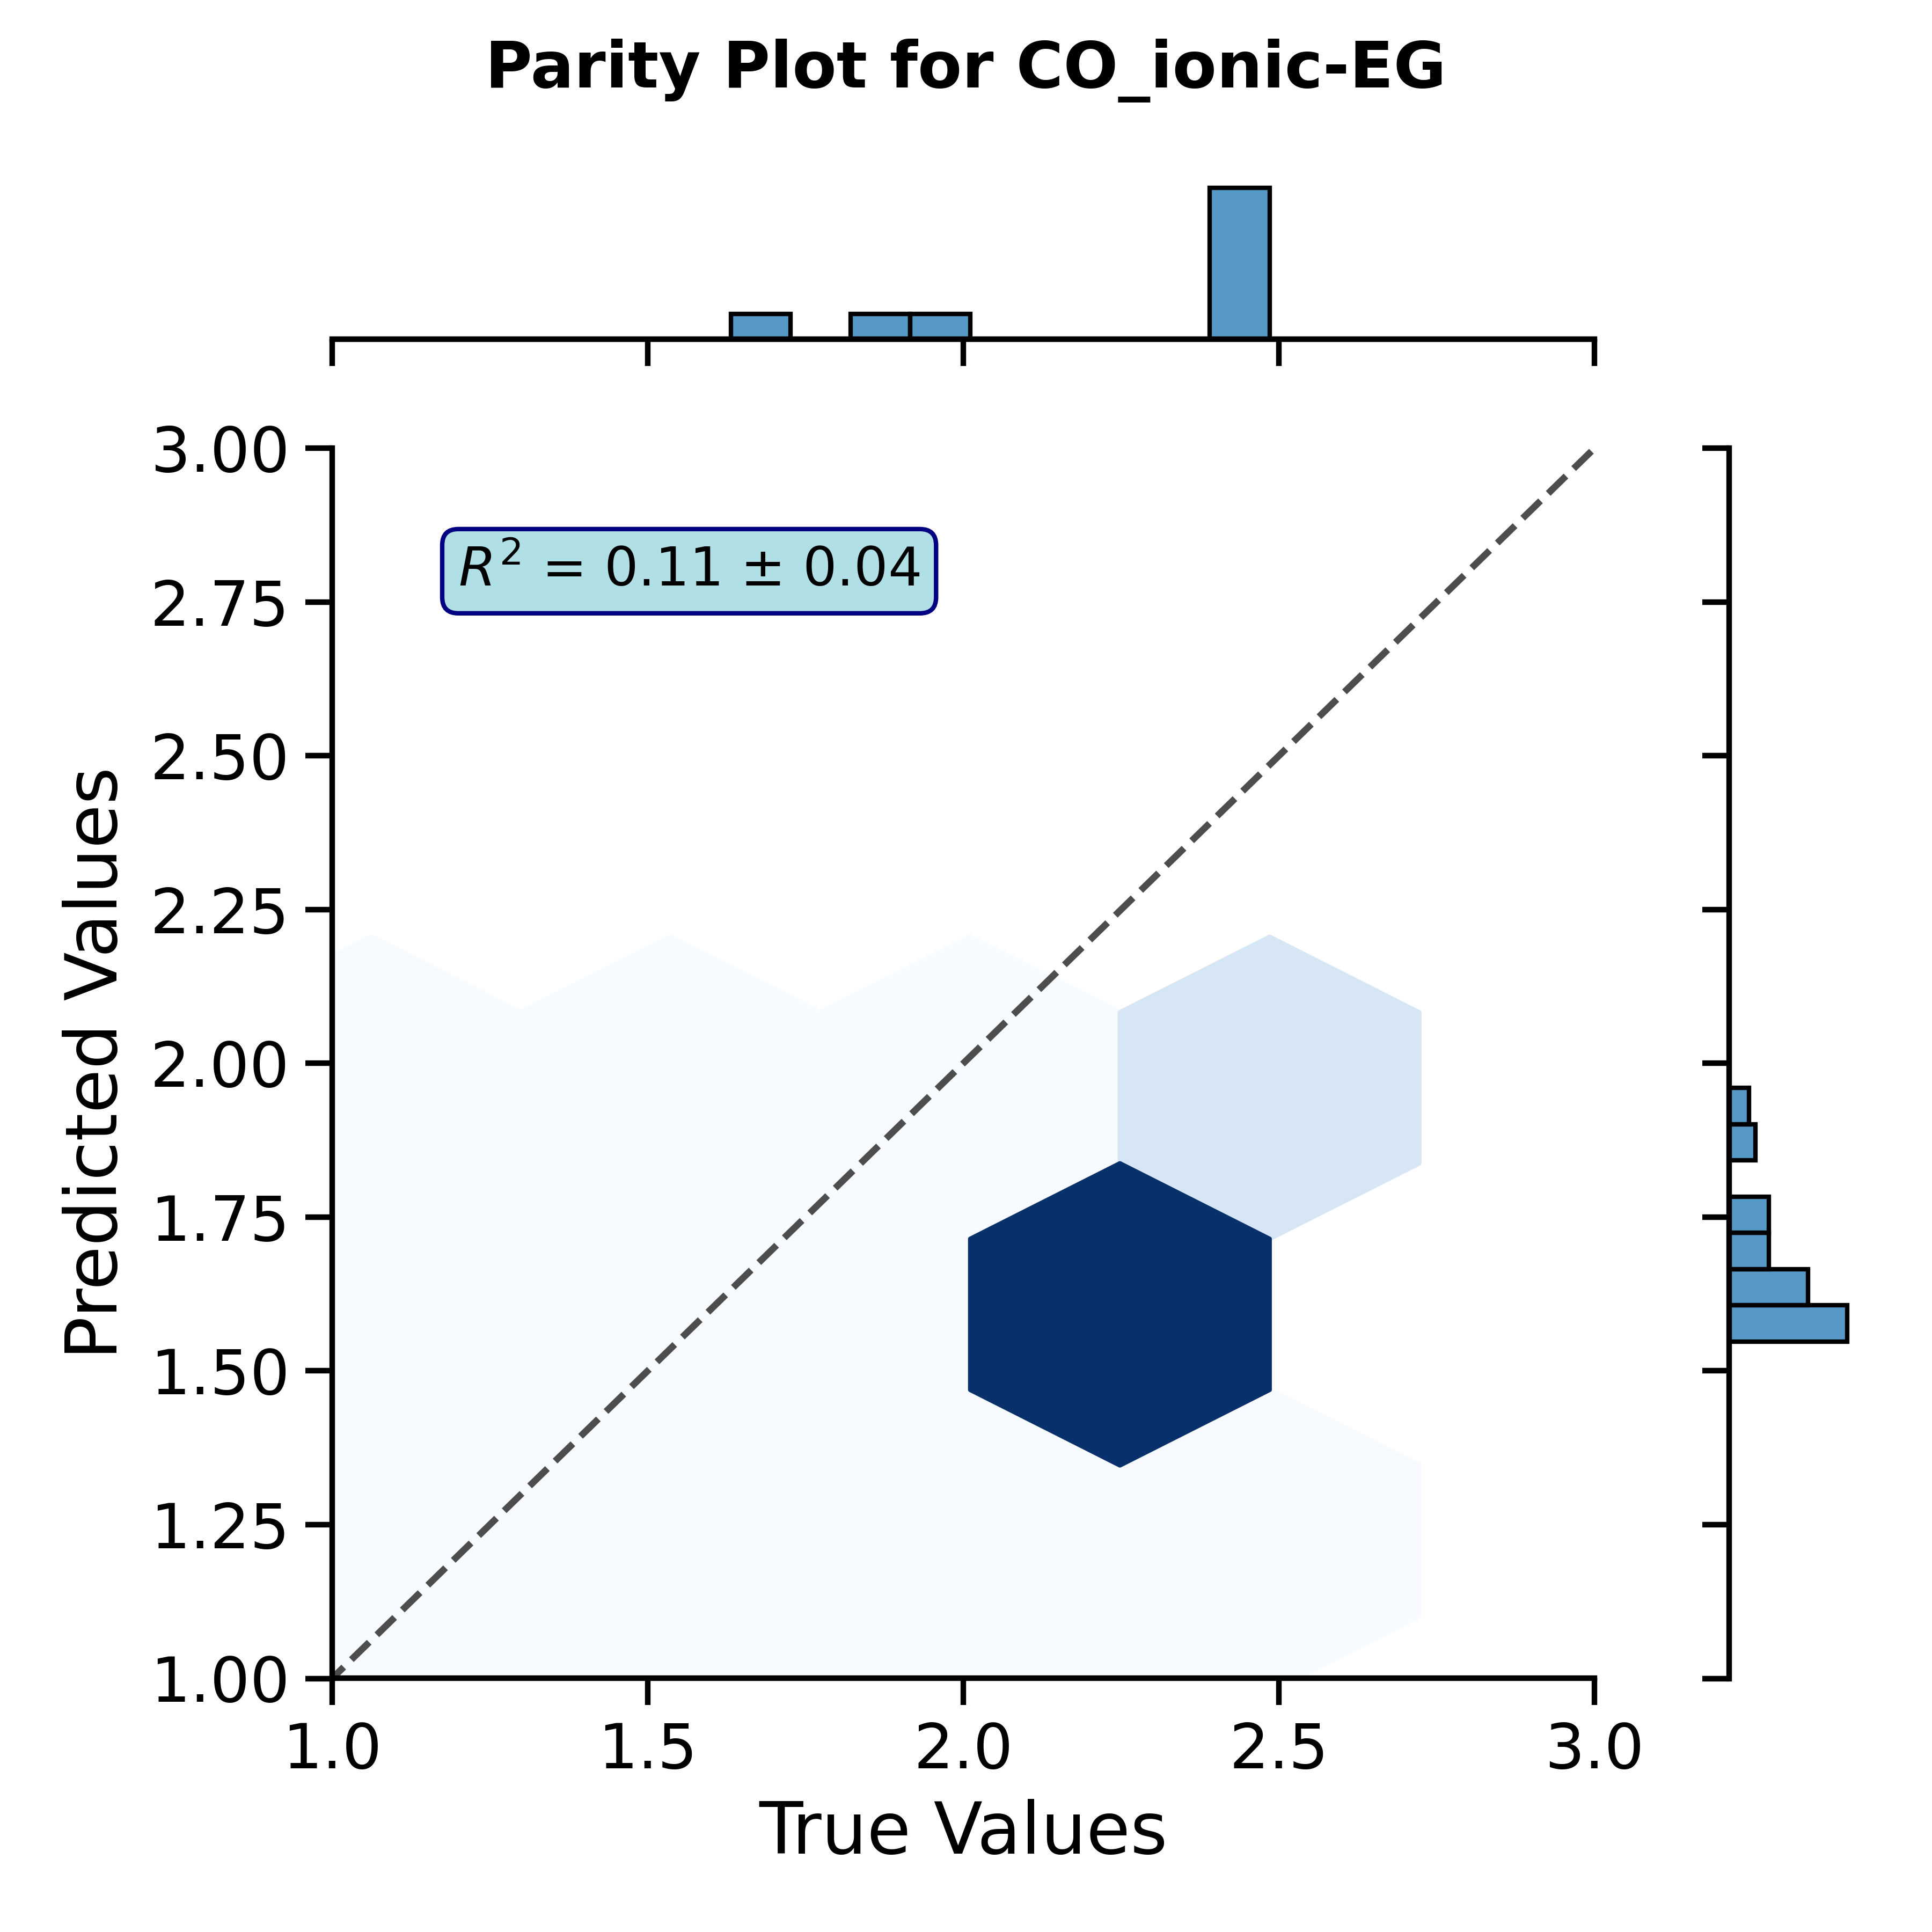 Parity Plot for CO_ionic-EG
R² = 0.11 ± 0.04
Predicted Values
3.00
2.75
2.50
2.25
2.00
1.75
1.50
1.25
1.00
1.0 1.5 2.0 2.5 3.0
True Values